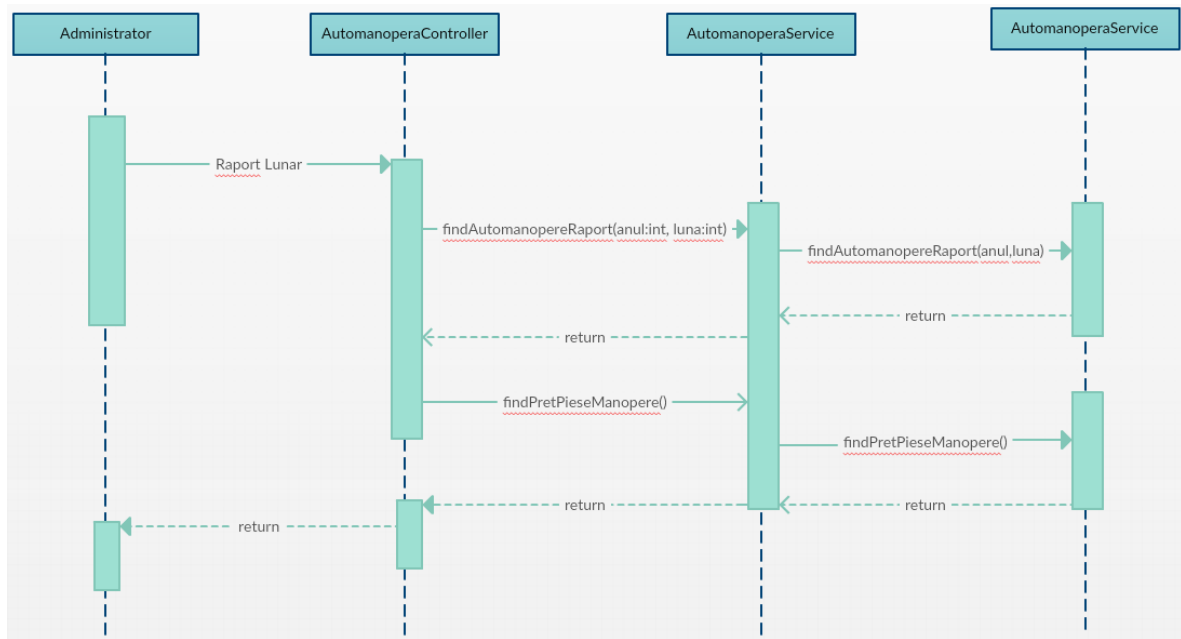 Administrator
AutomanoperaController
AutomanoperaService
AutomanoperaService
Raport Lunar
findAutomanopereRaport(anul:int, luna:int)
findAutomanopereRaport(anul,luna)
return
return
findPretPieseManopere()
findPretPieseManopere()
return
return
return